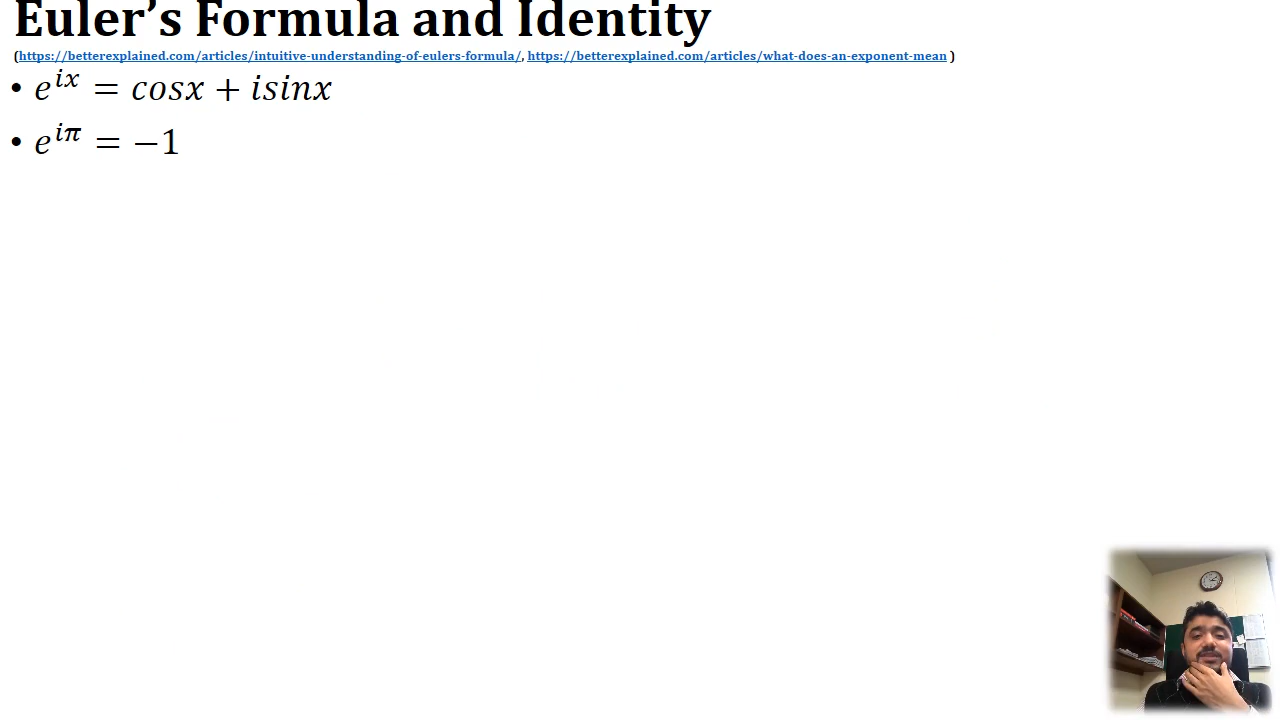 Euler’s Formula and Identity
(https://betterexplained.com/articles/intuitive-understanding-of-eulers-formula/, https://betterexplained.com/articles/what-does-an-exponent-mean )
• e^{ix} = cosx + isinx
• e^{iπ} = −1